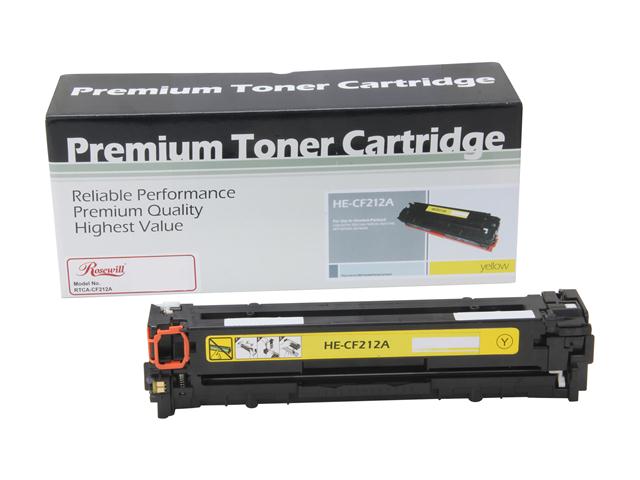 Premium Toner Cartridge
Premium Toner Cartridge
Reliable Performance
Premium Quality
Highest Value
HE-CF212A
yellow
Rosewill
Model No.
RTCA-CF212A
HE-CF212A
Y